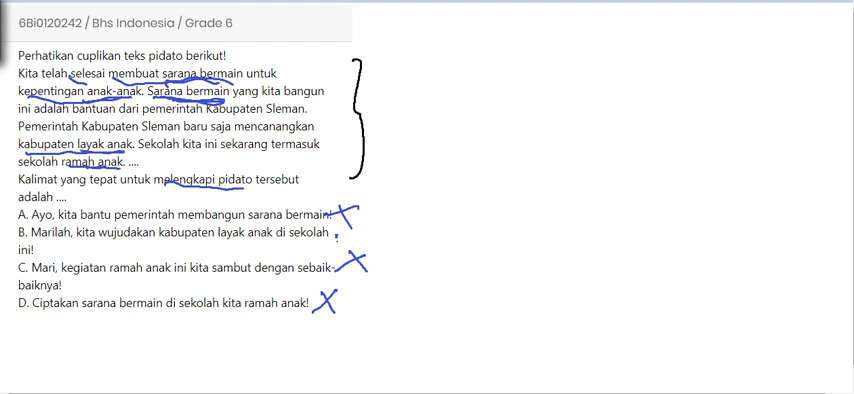 6Bi0120242 / Bhs Indonesia / Grade 6
Perhatikan cuplikan teks pidato berikut!
Kita telah selesai membuat sarana bermain untuk
kepentingan anak-anak. Sarana bermain yang kita bangun
ini adalah bantuan dari pemerintah Kabupaten Sleman.
Pemerintah Kabupaten Sleman baru saja mencanangkan
kabupaten layak anak. Sekolah kita ini sekarang termasuk
sekolah ramah anak. ....
Kalimat yang tepat untuk melengkapi pidato tersebut
adalah ....
A. Ayo, kita bantu pemerintah membangun sarana bermain!
B. Marilah, kita wujudakan kabupaten layak anak di sekolah
ini!
C. Mari, kegiatan ramah anak ini kita sambut dengan sebaik-
baiknya!
D. Ciptakan sarana bermain di sekolah kita ramah anak!